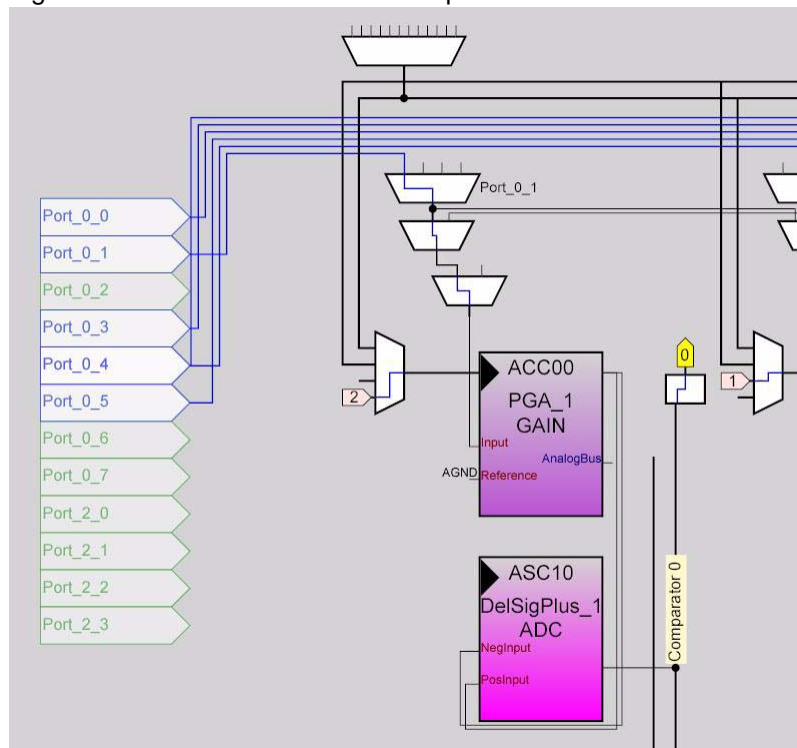 Port_0_1
Port_0_0
Port_0_1
Port_0_2
Port_0_3
Port_0_4
Port_0_5
Port_0_6
Port_0_7
Port_2_0
Port_2_1
Port_2_2
Port_2_3
2
ACC00
PGA_1
GAIN
Input
AnalogBus
AGND
Reference
0
1
ASC10
DelSigPlus_1
ADC
NegInput
PosInput
Comparator 0